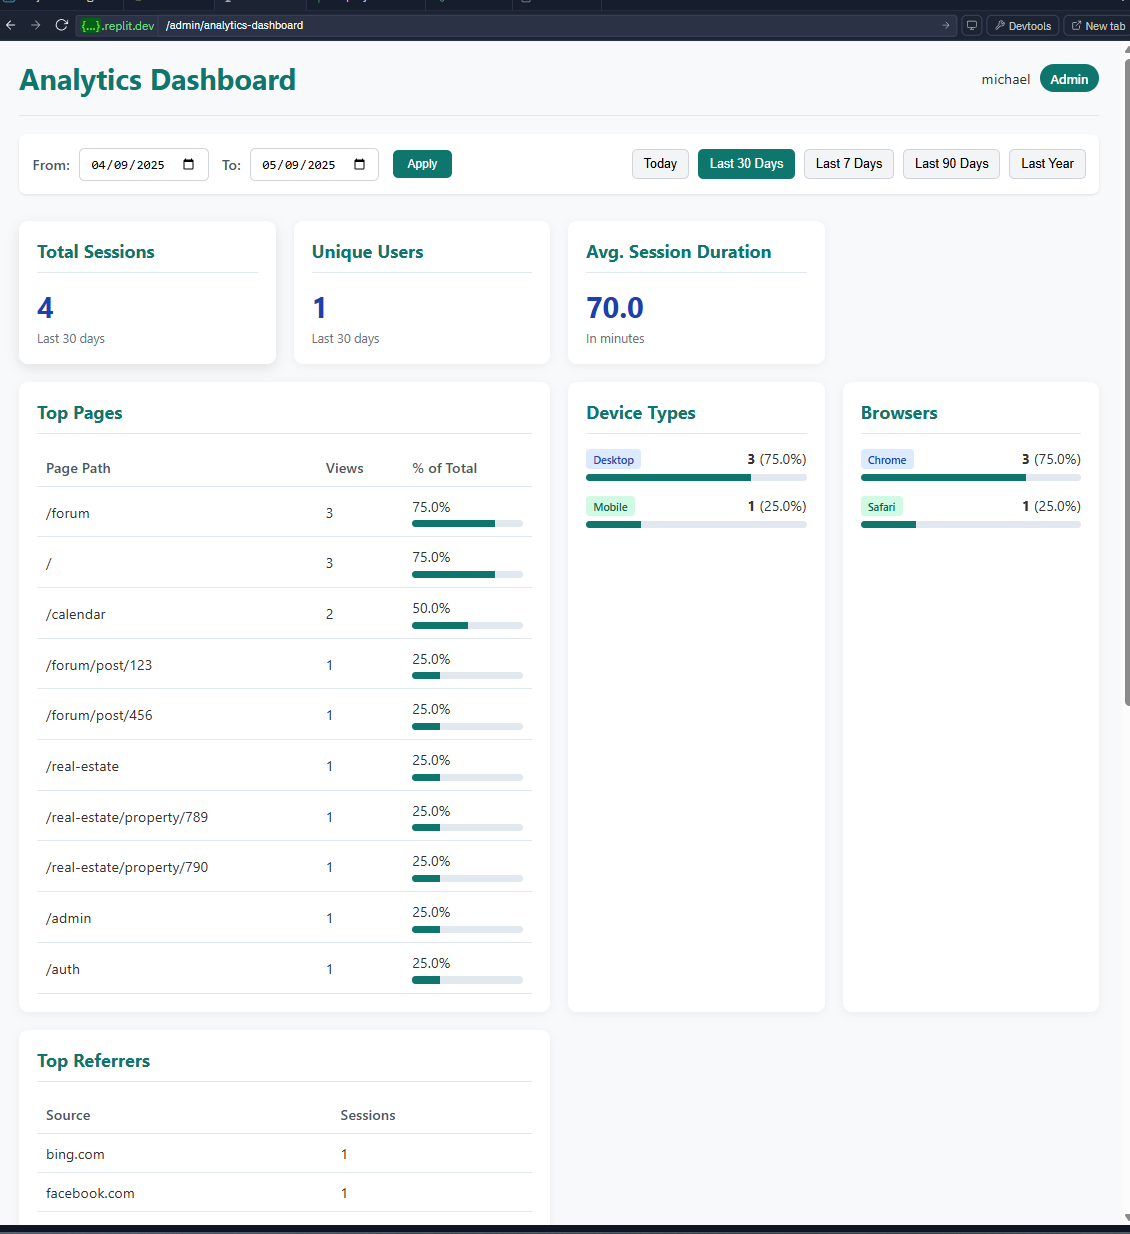 {...}.replit.dev /admin/analytics-dashboard Devtools New tab
Analytics Dashboard michael Admin
From: 04/09/2025 To: 05/09/2025 Apply Today Last 30 Days Last 7 Days Last 90 Days Last Year
Total Sessions
4
Last 30 days
Unique Users
1
Last 30 days
Avg. Session Duration
70.0
In minutes
Top Pages
Page Path Views % of Total
/forum 3 75.0%
/ 3 75.0%
/calendar 2 50.0%
/forum/post/123 1 25.0%
/forum/post/456 1 25.0%
/real-estate 1 25.0%
/real-estate/property/789 1 25.0%
/real-estate/property/790 1 25.0%
/admin 1 25.0%
/auth 1 25.0%
Device Types
Desktop 3 (75.0%)
Mobile 1 (25.0%)
Browsers
Chrome 3 (75.0%)
Safari 1 (25.0%)
Top Referrers
Source Sessions
bing.com 1
facebook.com 1